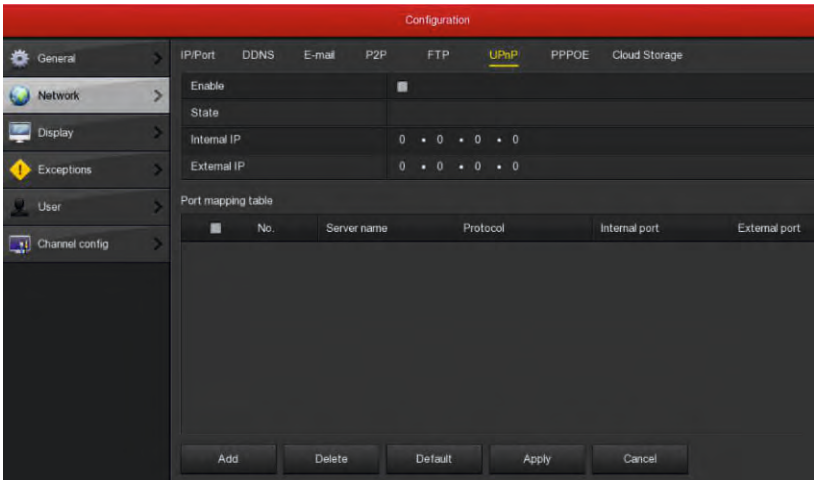 Configuration
General
Network
Display
Exceptions
User
Channel config
IP/Port DDNS E-mail P2P FTP UPnP PPPOE Cloud Storage
Enable
State
Internal IP 0 . 0 . 0 . 0
External IP 0 . 0 . 0 . 0
Port mapping table
No. Server name Protocol Internal port External port
Add Delete Default Apply Cancel